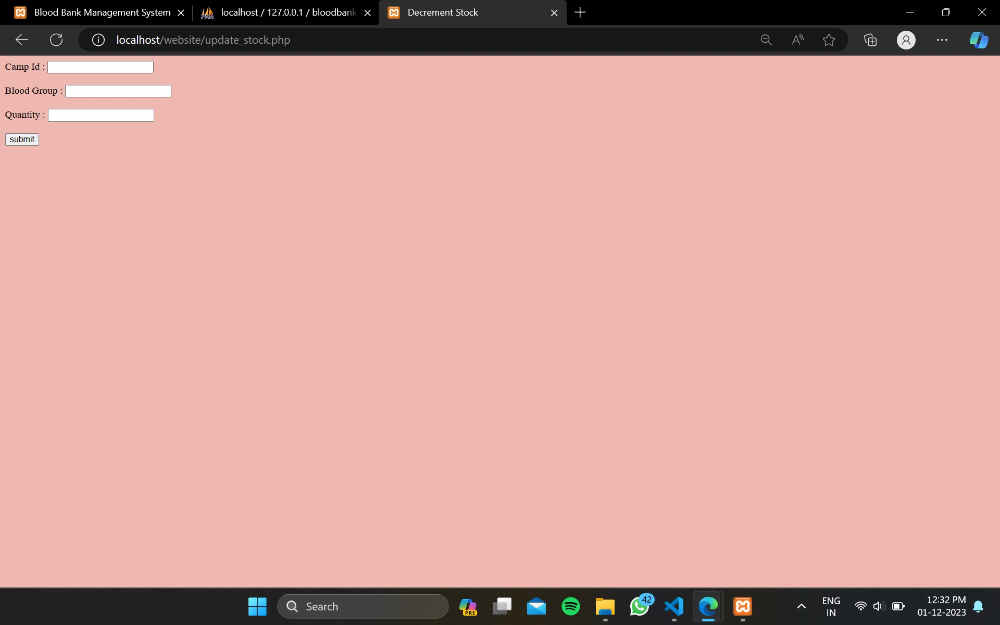 Blood Bank Management System
localhost / 127.0.0.1 / bloodbank
Decrement Stock
localhost/website/update_stock.php
Camp Id :
Blood Group :
Quantity :
submit
Search
PRE
42
ENG
IN
12:32 PM
01-12-2023